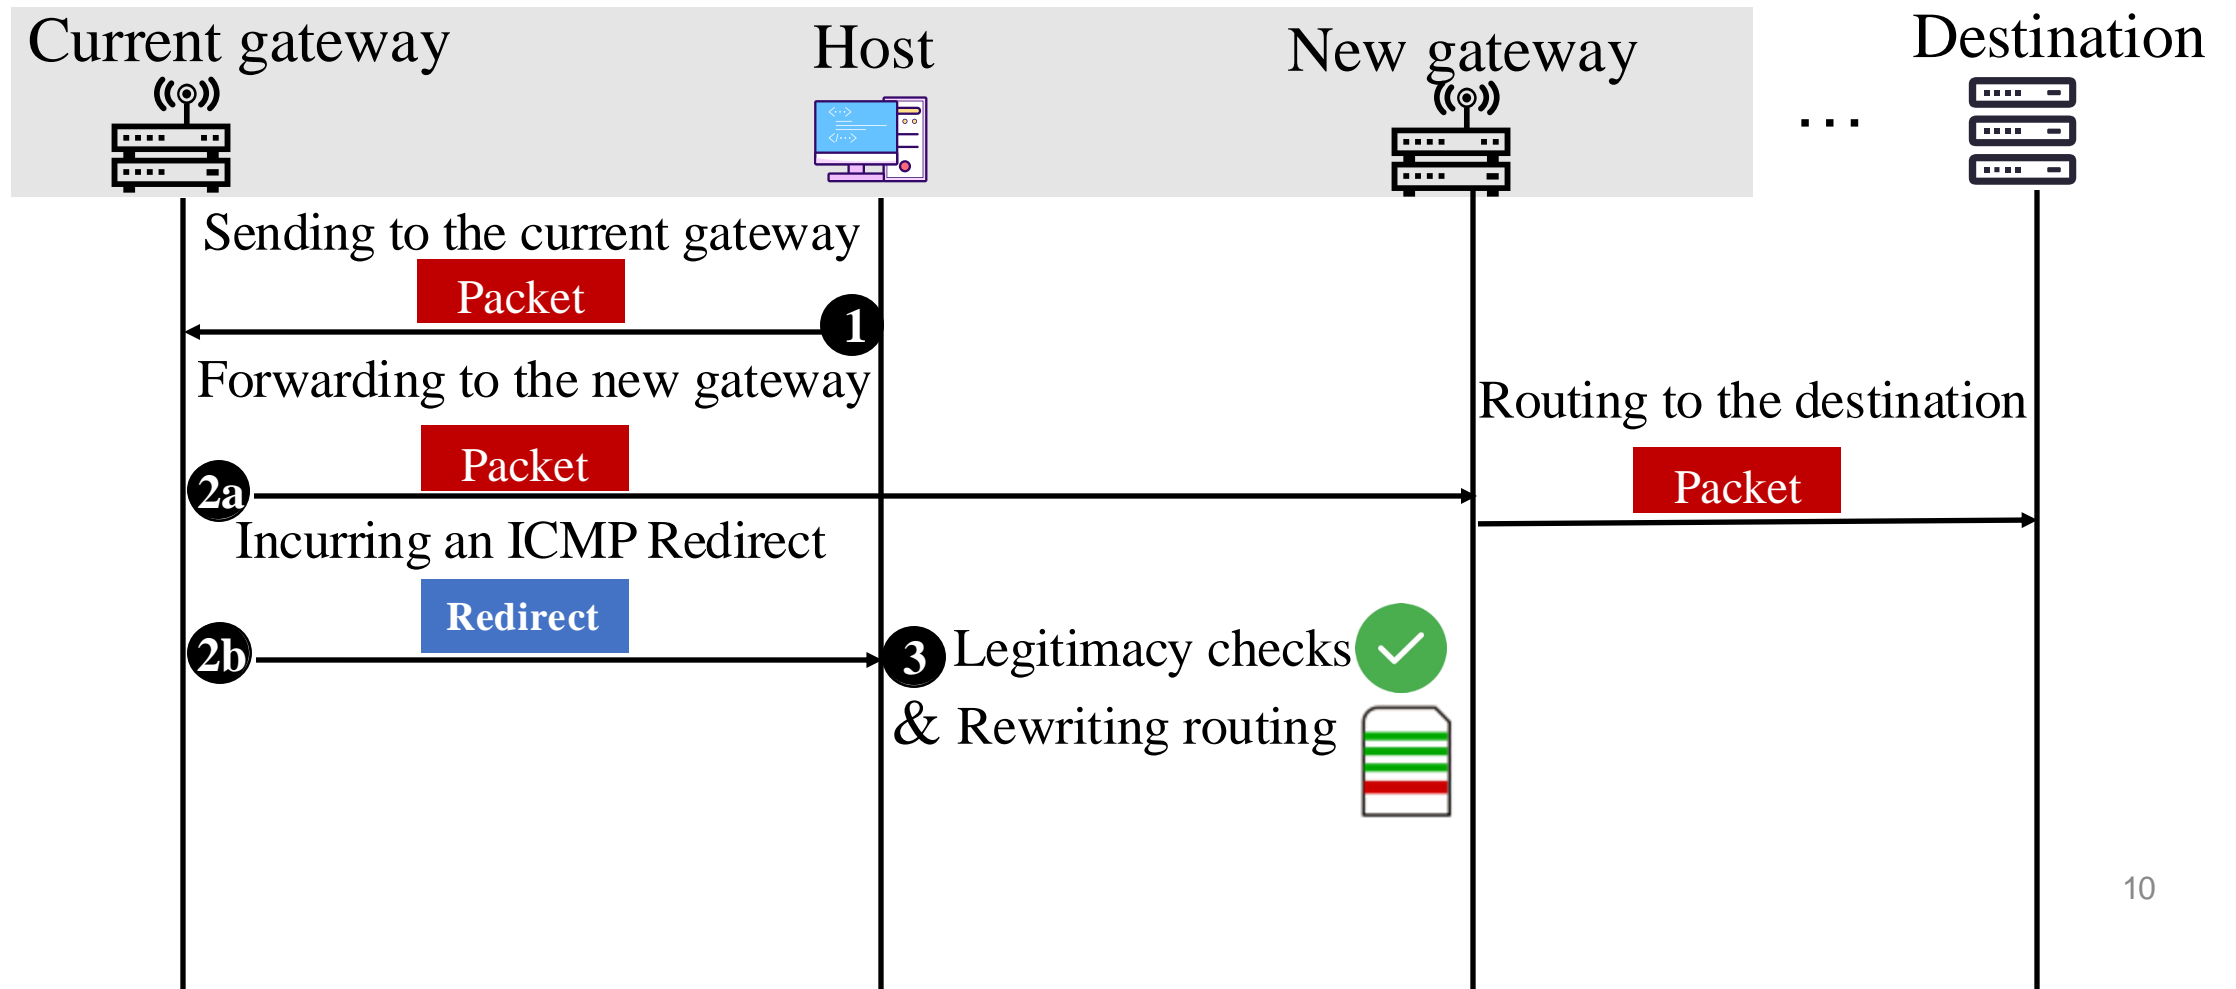 Current gateway
Host
New gateway
Destination
...
Sending to the current gateway
Packet
1
Forwarding to the new gateway
Routing to the destination
Packet
2a
Packet
Incurring an ICMP Redirect
Redirect
2b
3 Legitimacy checks
& Rewriting routing
10